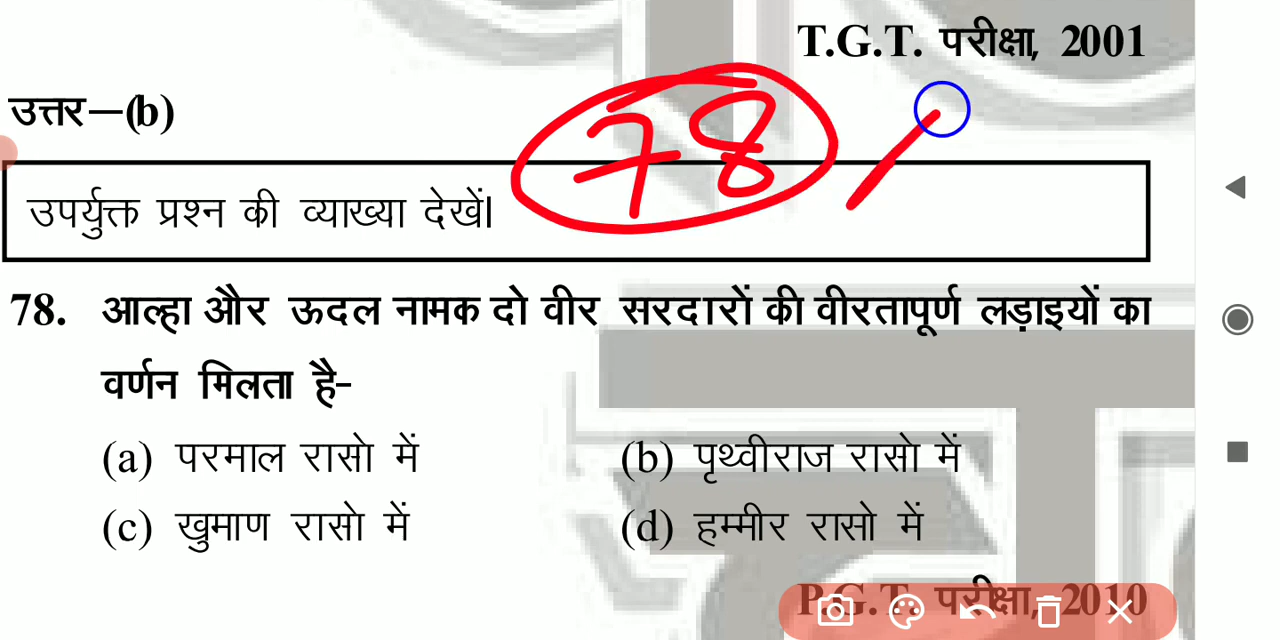 T.G.T. परीक्षा, 2001
उत्तर—(b)
78
उपर्युक्त प्रश्न की व्याख्या देखें।
78. आल्हा और ऊदल नामक दो वीर सरदारों की वीरतापूर्ण लड़ाइयों का
वर्णन मिलता है-
(a) परमाल रासो में (b) पृथ्वीराज रासो में
(c) खुमाण रासो में (d) हम्मीर रासो में
P.G.T. परीक्षा, 2010